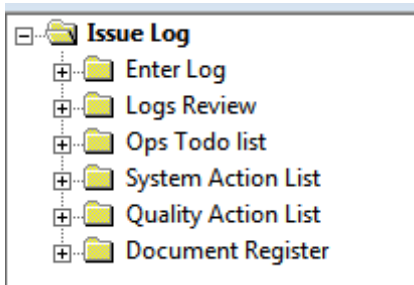 Issue Log
Enter Log
Logs Review
Ops Todo list
System Action List
Quality Action List
Document Register